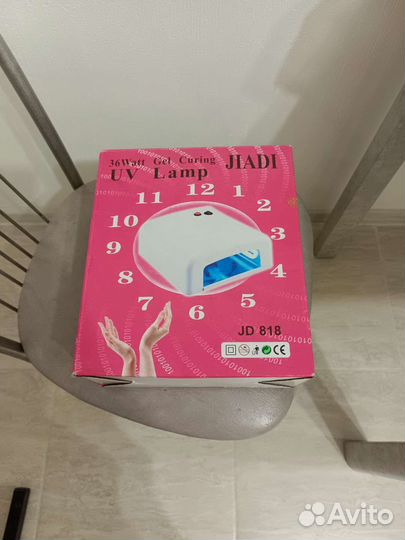 36Watt Gel Curing JIADI
UV Lamp
11 12 1
10 2
9 3
8 4
7 6 5
JD 818
CE
Avito